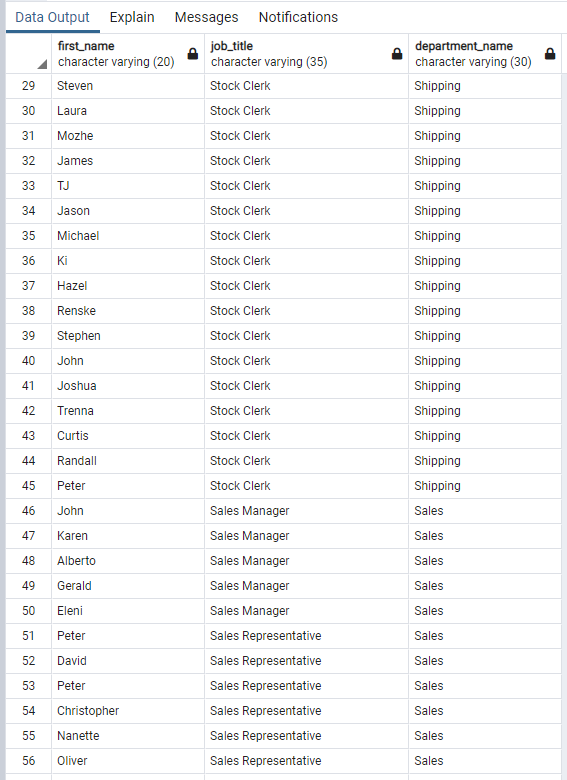 Data Output Explain Messages Notifications
first_name job_title department_name
character varying (20) character varying (35) character varying (30)
29 Steven Stock Clerk Shipping
30 Laura Stock Clerk Shipping
31 Mozhe Stock Clerk Shipping
32 James Stock Clerk Shipping
33 TJ Stock Clerk Shipping
34 Jason Stock Clerk Shipping
35 Michael Stock Clerk Shipping
36 Ki Stock Clerk Shipping
37 Hazel Stock Clerk Shipping
38 Renske Stock Clerk Shipping
39 Stephen Stock Clerk Shipping
40 John Stock Clerk Shipping
41 Joshua Stock Clerk Shipping
42 Trenna Stock Clerk Shipping
43 Curtis Stock Clerk Shipping
44 Randall Stock Clerk Shipping
45 Peter Stock Clerk Shipping
46 John Sales Manager Sales
47 Karen Sales Manager Sales
48 Alberto Sales Manager Sales
49 Gerald Sales Manager Sales
50 Eleni Sales Manager Sales
51 Peter Sales Representative Sales
52 David Sales Representative Sales
53 Peter Sales Representative Sales
54 Christopher Sales Representative Sales
55 Nanette Sales Representative Sales
56 Oliver Sales Representative Sales